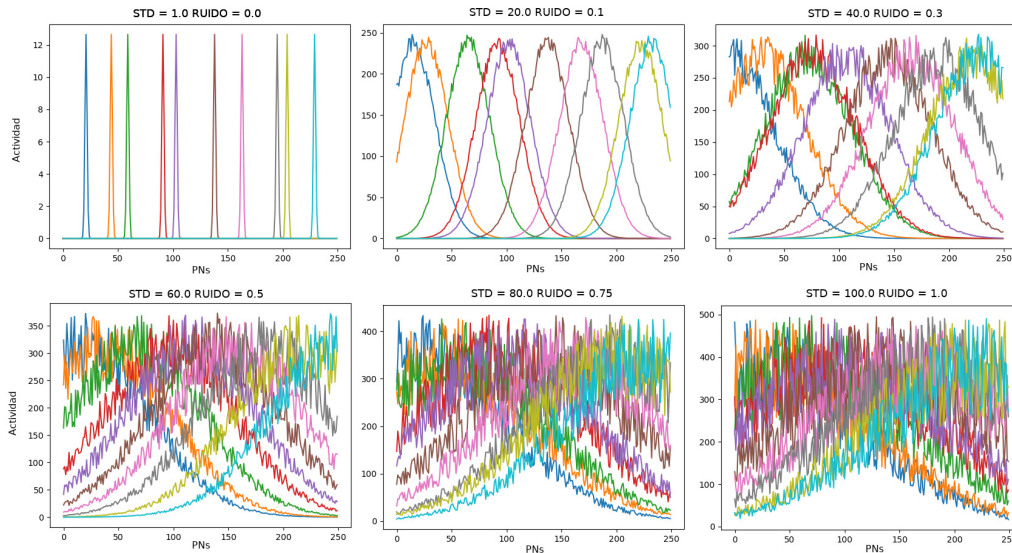 STD = 1.0 RUIDO = 0.0
12
10
8
6
4
2
0
Actividad
0 50 100 150 200 250
PNs
STD = 20.0 RUIDO = 0.1
250
200
150
100
50
0
0 50 100 150 200 250
PNs
STD = 40.0 RUIDO = 0.3
300
250
200
150
100
50
0
0 50 100 150 200 250
PNs
STD = 60.0 RUIDO = 0.5
350
300
250
200
150
100
50
0
Actividad
0 50 100 150 200 250
PNs
STD = 80.0 RUIDO = 0.75
400
300
200
100
0
0 50 100 150 200 250
PNs
STD = 100.0 RUIDO = 1.0
500
400
300
200
100
0
0 50 100 150 200 250
PNs